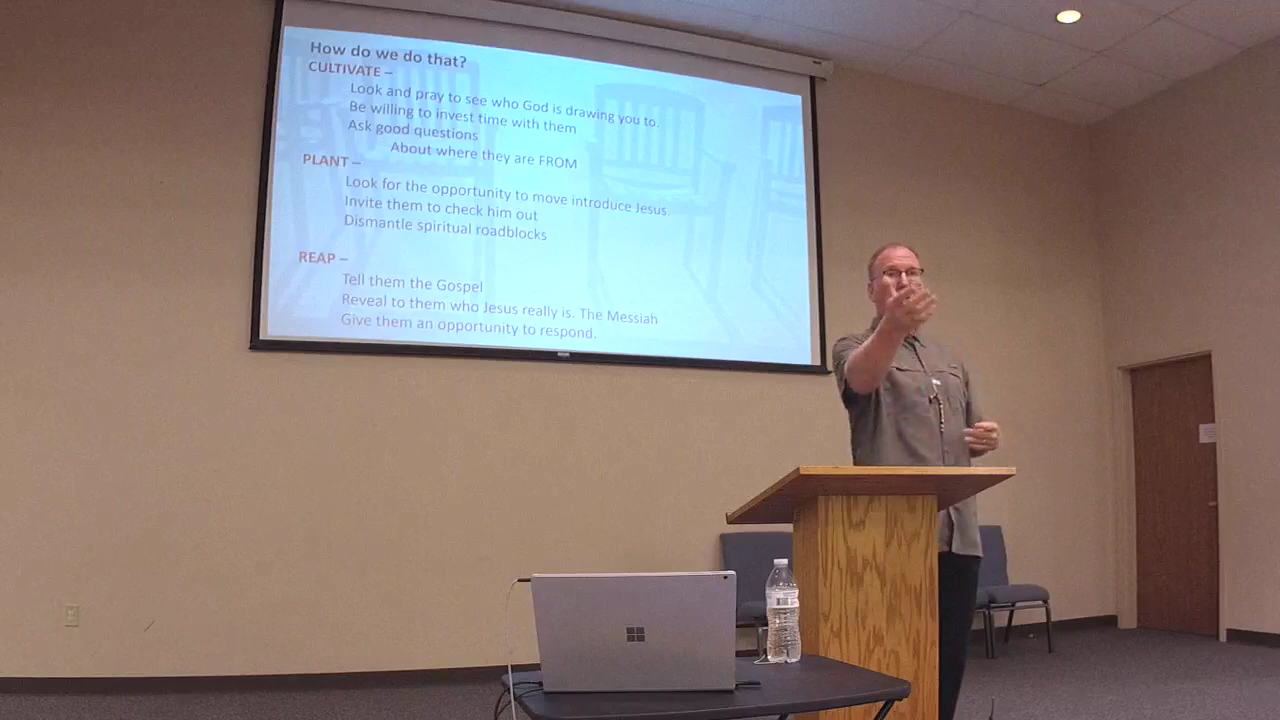 How do we do that?
CULTIVATE –
Look and pray to see who God is drawing you to.
Be willing to invest time with them
Ask good questions
About where they are FROM
PLANT –
Look for the opportunity to move introduce Jesus.
Invite them to check him out
Dismantle spiritual roadblocks
REAP –
Tell them the Gospel
Reveal to them who Jesus really is. The Messiah
Give them an opportunity to respond.